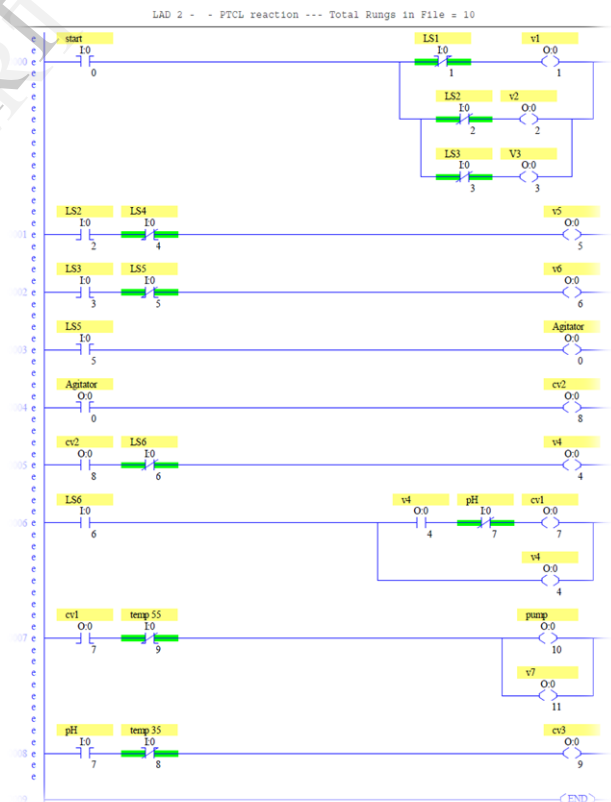 LAD 2 - - PTCL reaction --- Total Rungs in File = 10
start LS1 v1
I:0 I:0 O:0
0 1 1
LS2 v2
I:0 O:0
2 2
LS3 V3
I:0 O:0
3 3
LS2 LS4 v5
I:0 I:0 O:0
2 4 5
LS3 LS5 v6
I:0 I:0 O:0
3 5 6
LS5 Agitator
I:0 O:0
5 0
Agitator cv2
O:0 O:0
0 8
cv2 LS6 v4
O:0 I:0 O:0
8 6 4
LS6 v4 pH cv1
I:0 O:0 I:0 O:0
6 4 7 7
v4
O:0
4
cv1 temp 55 pump
O:0 I:0 O:0
7 9 10
v7
O:0
11
pH temp 35 cv3
I:0 I:0 O:0
7 8 9
END